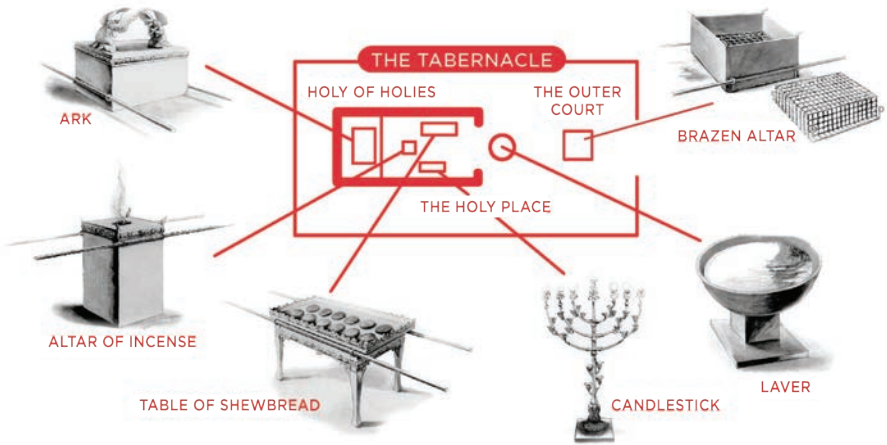 THE TABERNACLE
HOLY OF HOLIES
THE OUTER
COURT
ARK
BRAZEN ALTAR
THE HOLY PLACE
ALTAR OF INCENSE
TABLE OF SHEWBREAD
CANDLESTICK
LAVER